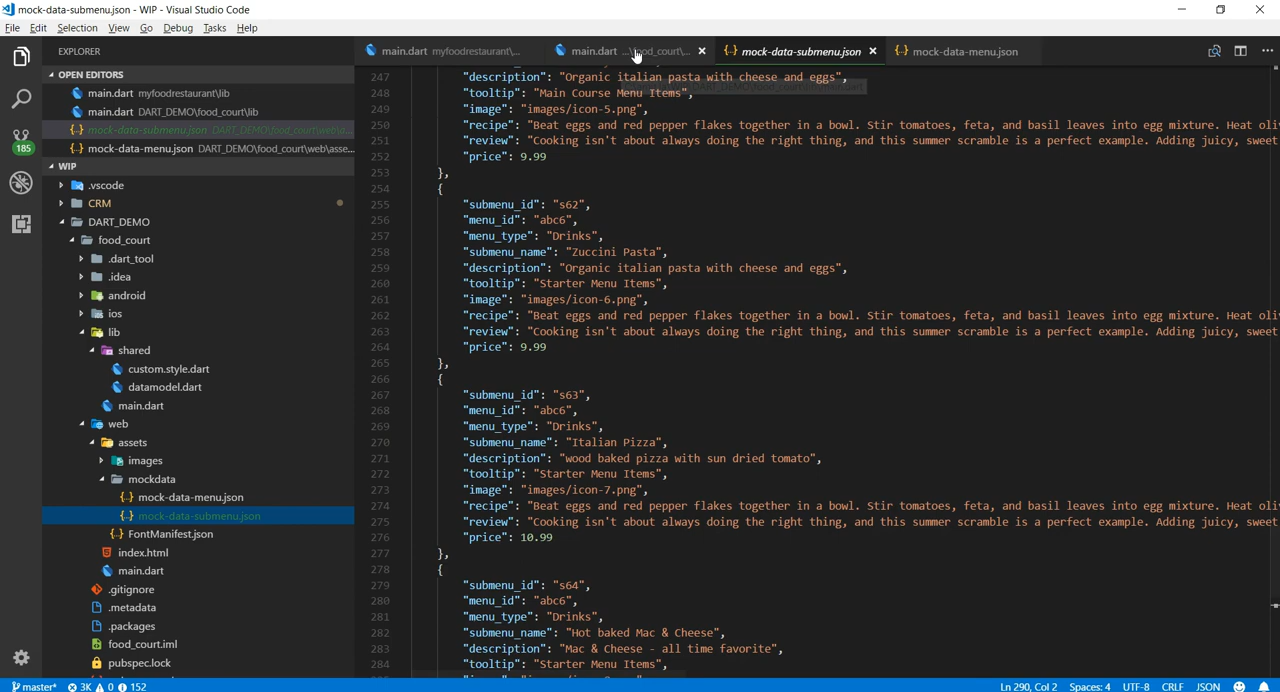 mock-data-submenu.json - WIP - Visual Studio Code
File Edit Selection View Go Debug Tasks Help
EXPLORER
main.dart myfoodrestaurant\...
main.dart ...\food_court\...
{..} mock-data-submenu.json
{..} mock-data-menu.json
OPEN EDITORS
main.dart myfoodrestaurant\lib
main.dart DART_DEMO\food_court\lib
{..} mock-data-submenu.json DART_DEMO\food_court\web\a...
{..} mock-data-menu.json DART_DEMO\food_court\web\asse...
185
WIP
.vscode
CRM
DART_DEMO
food_court
.dart_tool
.idea
android
ios
lib
shared
custom.style.dart
datamodel.dart
main.dart
web
assets
images
mockdata
{..} mock-data-menu.json
{..} mock-data-submenu.json
{..} FontManifest.json
index.html
main.dart
.gitignore
.metadata
.packages
food_court.iml
pubspec.lock
247 "description": "Organic italian pasta with cheese and eggs",
248 "tooltip": "Main Course Menu Items",
249 "image": "images/icon-5.png",
250 "recipe": "Beat eggs and red pepper flakes together in a bowl. Stir tomatoes, feta, and basil leaves into egg mixture. Heat oli
251 "review": "Cooking isn't about always doing the right thing, and this summer scramble is a perfect example. Adding juicy, sweet
252 "price": 9.99
253 },
254 {
255 "submenu_id": "s62",
256 "menu_id": "abc6",
257 "menu_type": "Drinks",
258 "submenu_name": "Zuccini Pasta",
259 "description": "Organic italian pasta with cheese and eggs",
260 "tooltip": "Starter Menu Items",
261 "image": "images/icon-6.png",
262 "recipe": "Beat eggs and red pepper flakes together in a bowl. Stir tomatoes, feta, and basil leaves into egg mixture. Heat oli
263 "review": "Cooking isn't about always doing the right thing, and this summer scramble is a perfect example. Adding juicy, sweet
264 "price": 9.99
265 },
266 {
267 "submenu_id": "s63",
268 "menu_id": "abc6",
269 "menu_type": "Drinks",
270 "submenu_name": "Italian Pizza",
271 "description": "wood baked pizza with sun dried tomato",
272 "tooltip": "Starter Menu Items",
273 "image": "images/icon-7.png",
274 "recipe": "Beat eggs and red pepper flakes together in a bowl. Stir tomatoes, feta, and basil leaves into egg mixture. Heat oli
275 "review": "Cooking isn't about always doing the right thing, and this summer scramble is a perfect example. Adding juicy, sweet
276 "price": 10.99
277 },
278 {
279 "submenu_id": "s64",
280 "menu_id": "abc6",
281 "menu_type": "Drinks",
282 "submenu_name": "Hot baked Mac & Cheese",
283 "description": "Mac & Cheese - all time favorite",
284 "tooltip": "Starter Menu Items",
master* 3K 0 152
Ln 290, Col 2 Spaces: 4 UTF-8 CRLF JSON